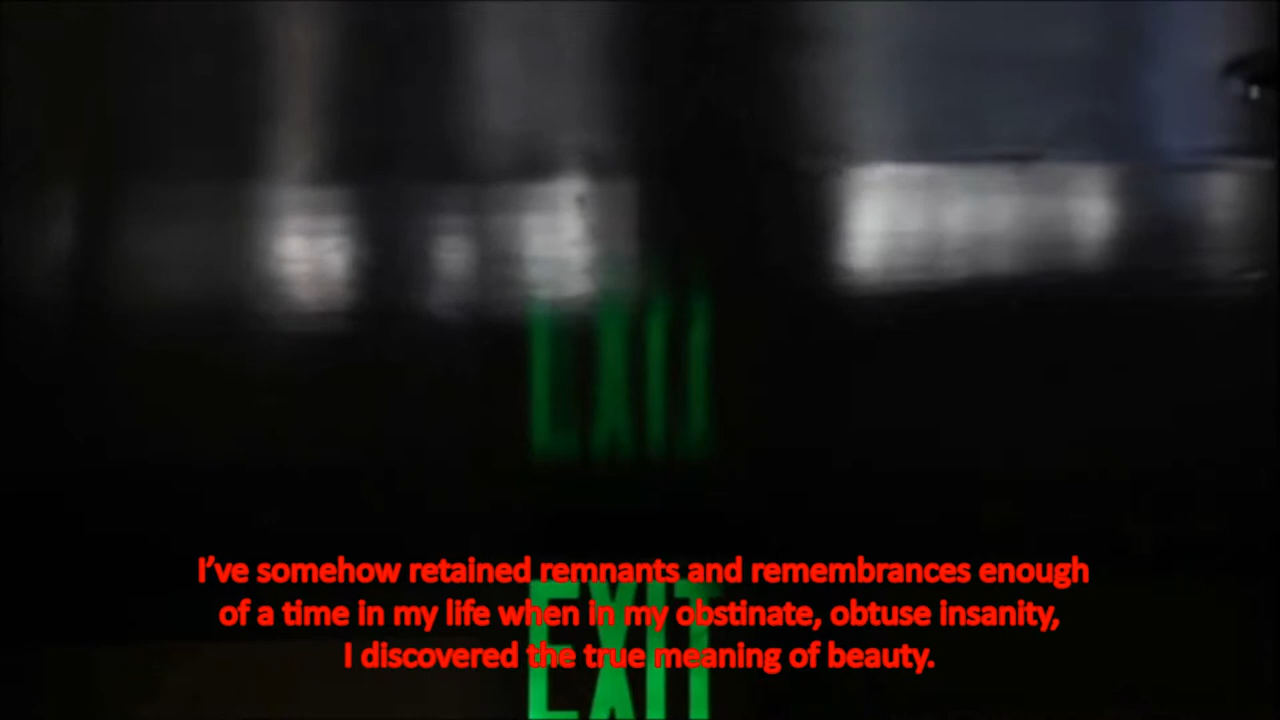 EXIT
I’ve somehow retained remnants and remembrances enough
of a time in my life when in my obstinate, obtuse insanity,
I discovered the true meaning of beauty.
EXIT